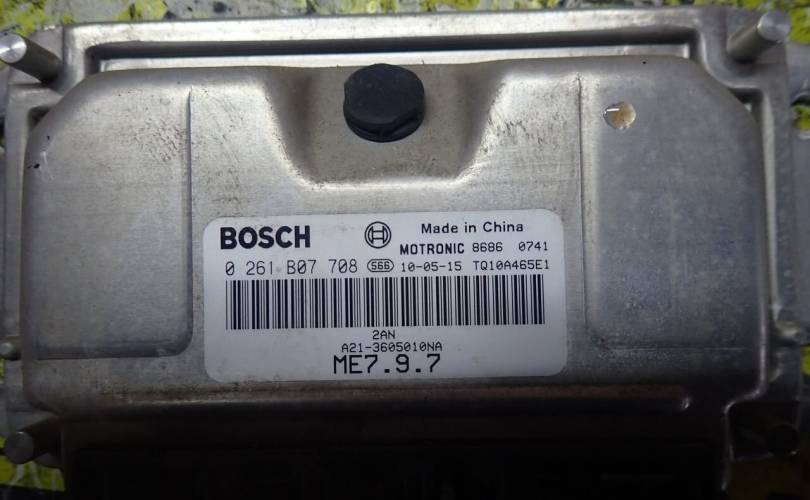 BOSCH Made in China
MOTRONIC 8686 0741
0 261 B07 708 566 10-05-15 TQ10A465E1
2AN
A21-3605010NA
ME7.9.7